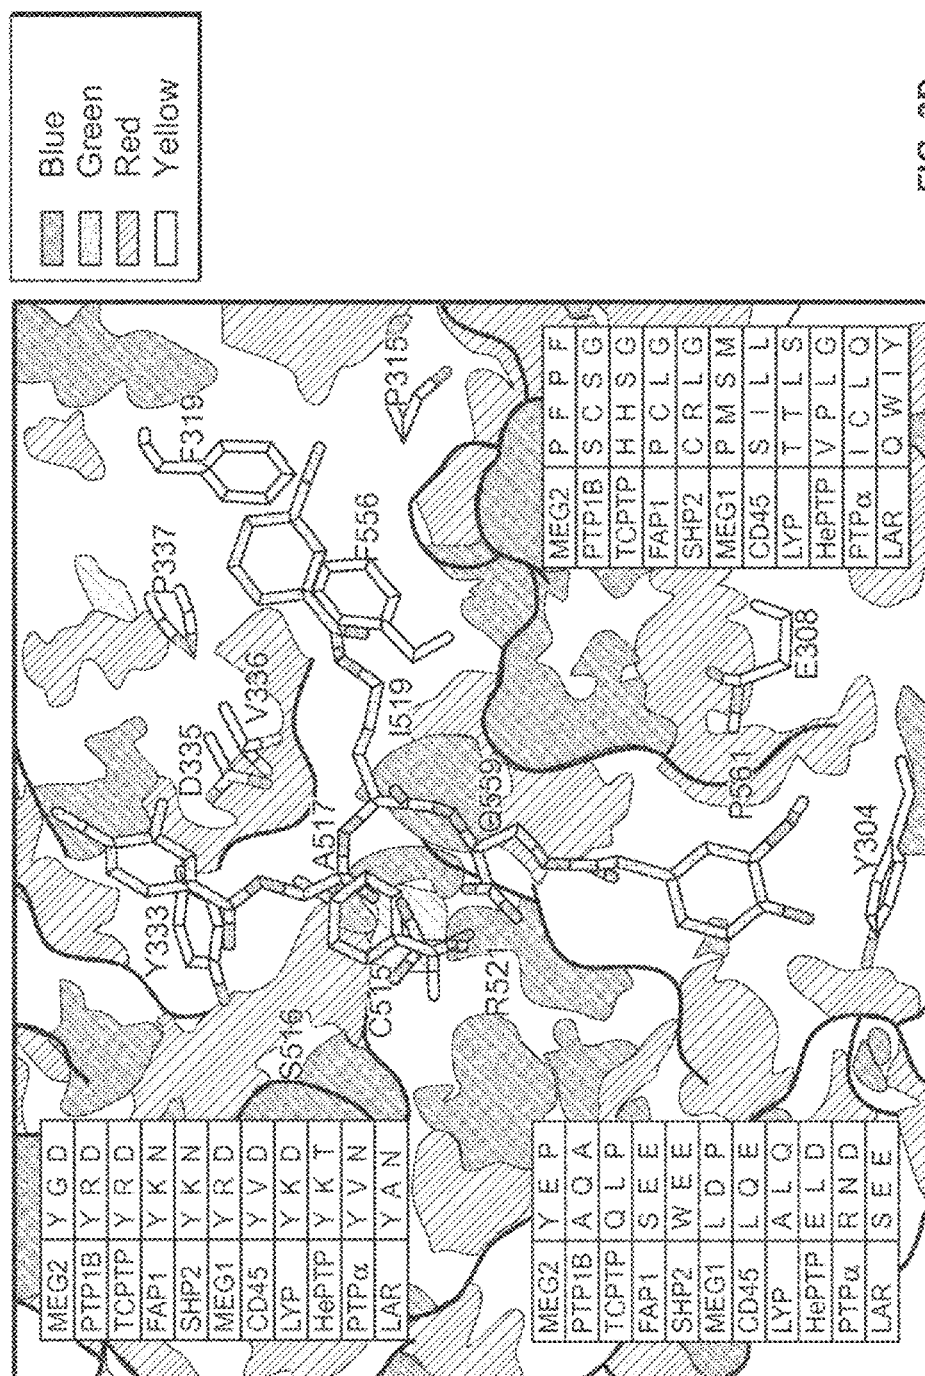 Blue
Green
Red
Yellow
MEG2 Y G D
PTP1B Y R D
TCPTP Y R D
FAP1 Y K N
SHP2 Y K N
MEG1 Y R D
CD45 Y V D
LYP Y K D
HePTP Y K T
PTPα Y V N
LAR Y A N
Y333
D335
V336
P337
F319
S516
C515
A517
I519
F556
P315
R521
Q559
P561
E308
Y304
MEG2 Y E P
PTP1B A Q A
TCPTP Q L P
FAP1 S E E
SHP2 W E E
MEG1 L D P
CD45 L Q E
LYP A L Q
HePTP E L D
PTPα R N D
LAR S E E
MEG2 P F P F
PTP1B S C S G
TCPTP H H S G
FAP1 P C L G
SHP2 C R L G
MEG1 P M S M
CD45 S I L L
LYP T T L S
HePTP V P L G
PTPα I C L Q
LAR Q W I Y
FIG.